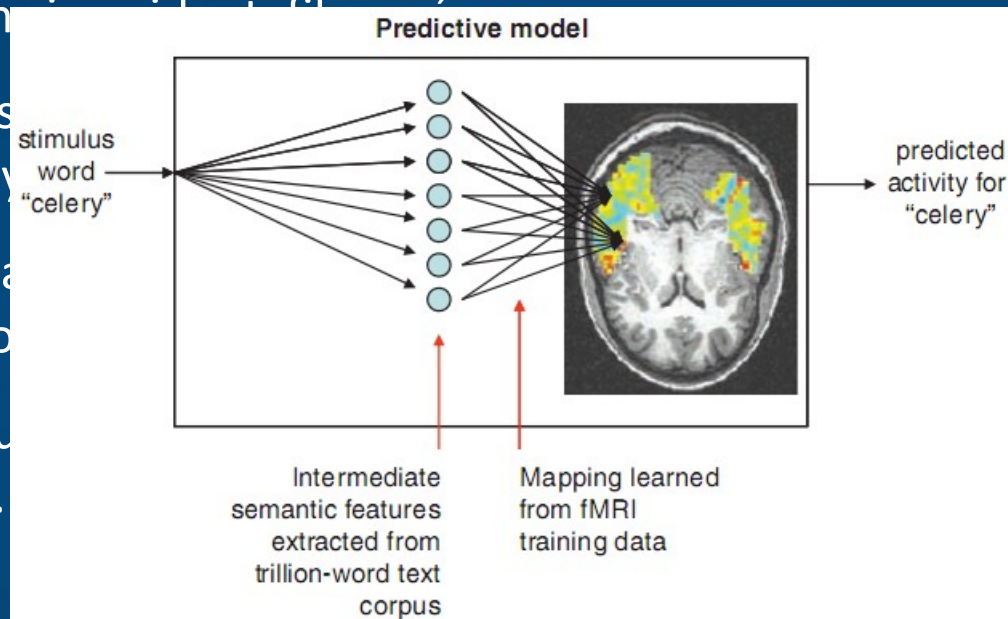 Predictive model
stimulus
word
“celery”
predicted
activity for
“celery”
Intermediate
semantic features
extracted from
trillion-word text
corpus
Mapping learned
from fMRI
training data